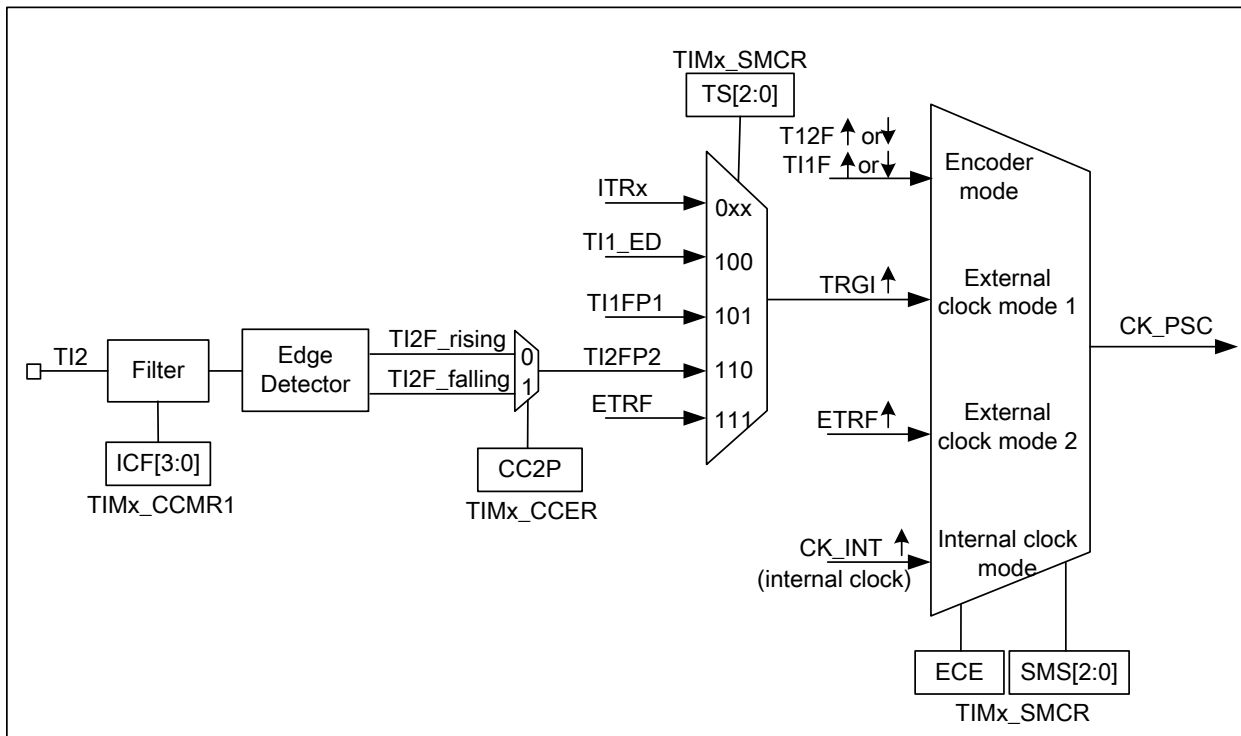 TIMx_SMCR
TS[2:0]
T12F or
TI1F or
Encoder
mode
ITRx
0xx
TI1_ED
100
TRGI
External
clock mode 1
TI1FP1
101
CK_PSC
TI2
Filter
Edge
Detector
TI2F_rising
0
TI2F_falling
1
TI2FP2
110
ETRF
111
ETRF
External
clock mode 2
ICF[3:0]
TIMx_CCMR1
CC2P
TIMx_CCER
CK_INT
(internal clock)
Internal clock
mode
ECE
SMS[2:0]
TIMx_SMCR